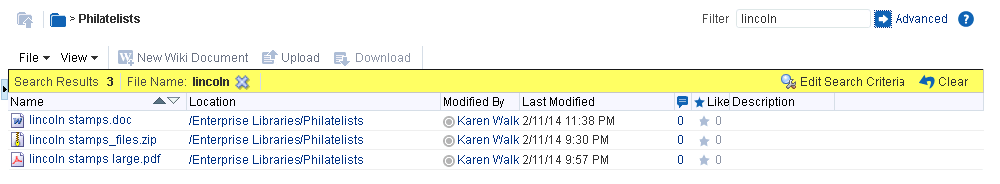 > Philatelists Filter lincoln Advanced ?
File View New Wiki Document Upload Download
Search Results: 3 File Name: lincoln Edit Search Criteria Clear
Name Location Modified By Last Modified Like Description
lincoln stamps.doc /Enterprise Libraries/Philatelists Karen Walk 2/11/14 11:38 PM 0 0
lincoln stamps_files.zip /Enterprise Libraries/Philatelists Karen Walk 2/11/14 9:30 PM 0 0
lincoln stamps large.pdf /Enterprise Libraries/Philatelists Karen Walk 2/11/14 9:57 PM 0 0